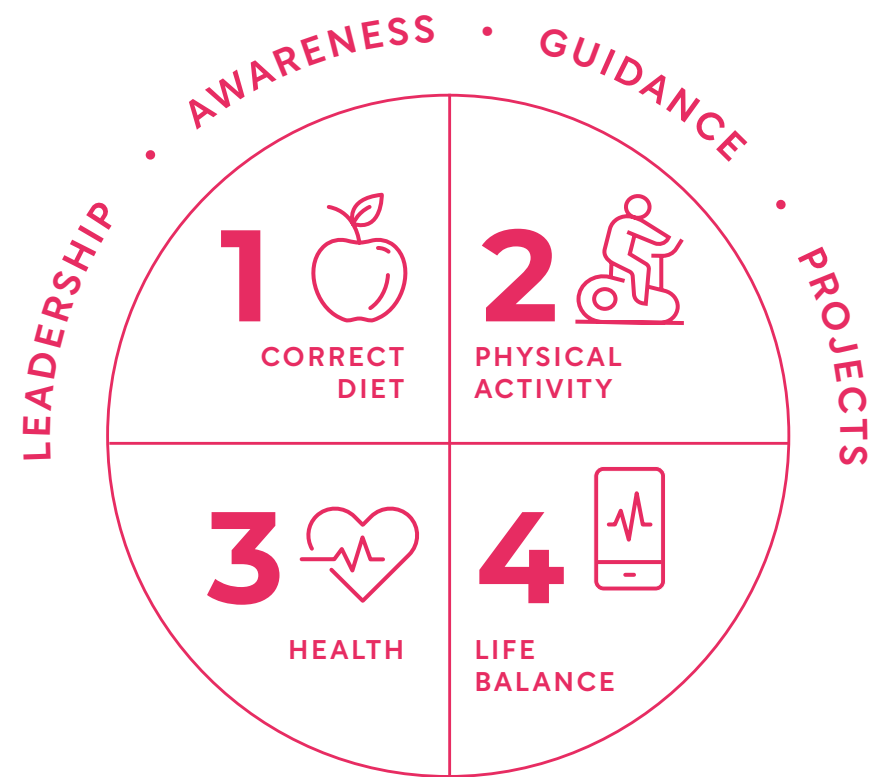 LEADERSHIP • AWARENESS • GUIDANCE • PROJECTS
1
CORRECT
DIET
2
PHYSICAL
ACTIVITY
3
HEALTH
4
LIFE
BALANCE